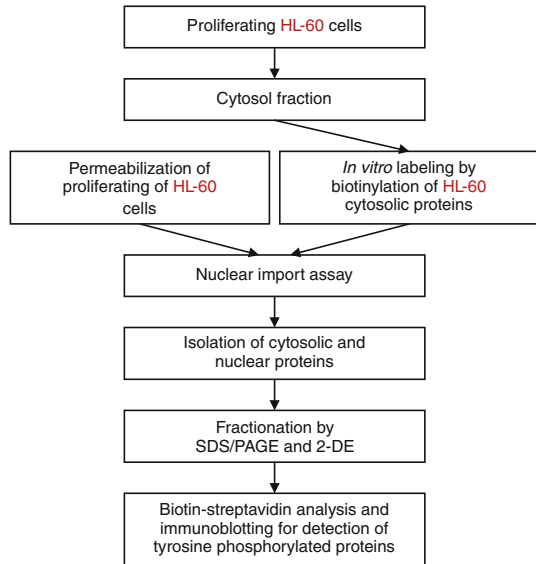 Proliferating HL-60 cells
Cytosol fraction
Permeabilization of
proliferating of HL-60
cells
In vitro labeling by
biotinylation of HL-60
cytosolic proteins
Nuclear import assay
Isolation of cytosolic and
nuclear proteins
Fractionation by
SDS/PAGE and 2-DE
Biotin-streptavidin analysis and
immunoblotting for detection of
tyrosine phosphorylated proteins